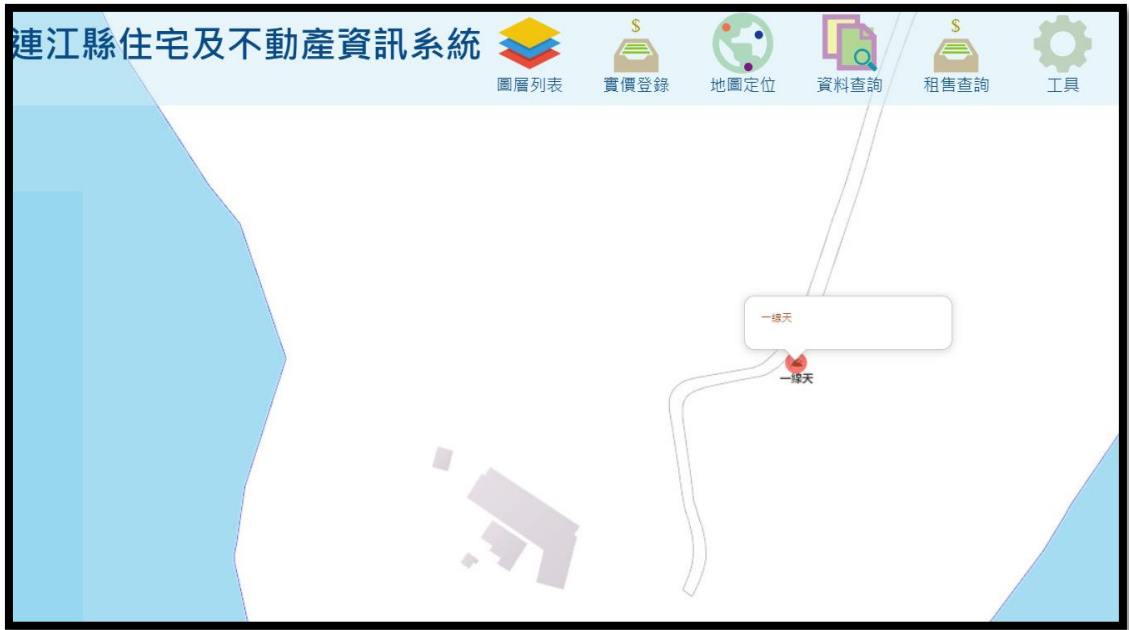 連江縣住宅及不動產資訊系統
圖層列表
$
實價登錄
地圖定位
資料查詢
$
租售查詢
工具
一線天
一線天